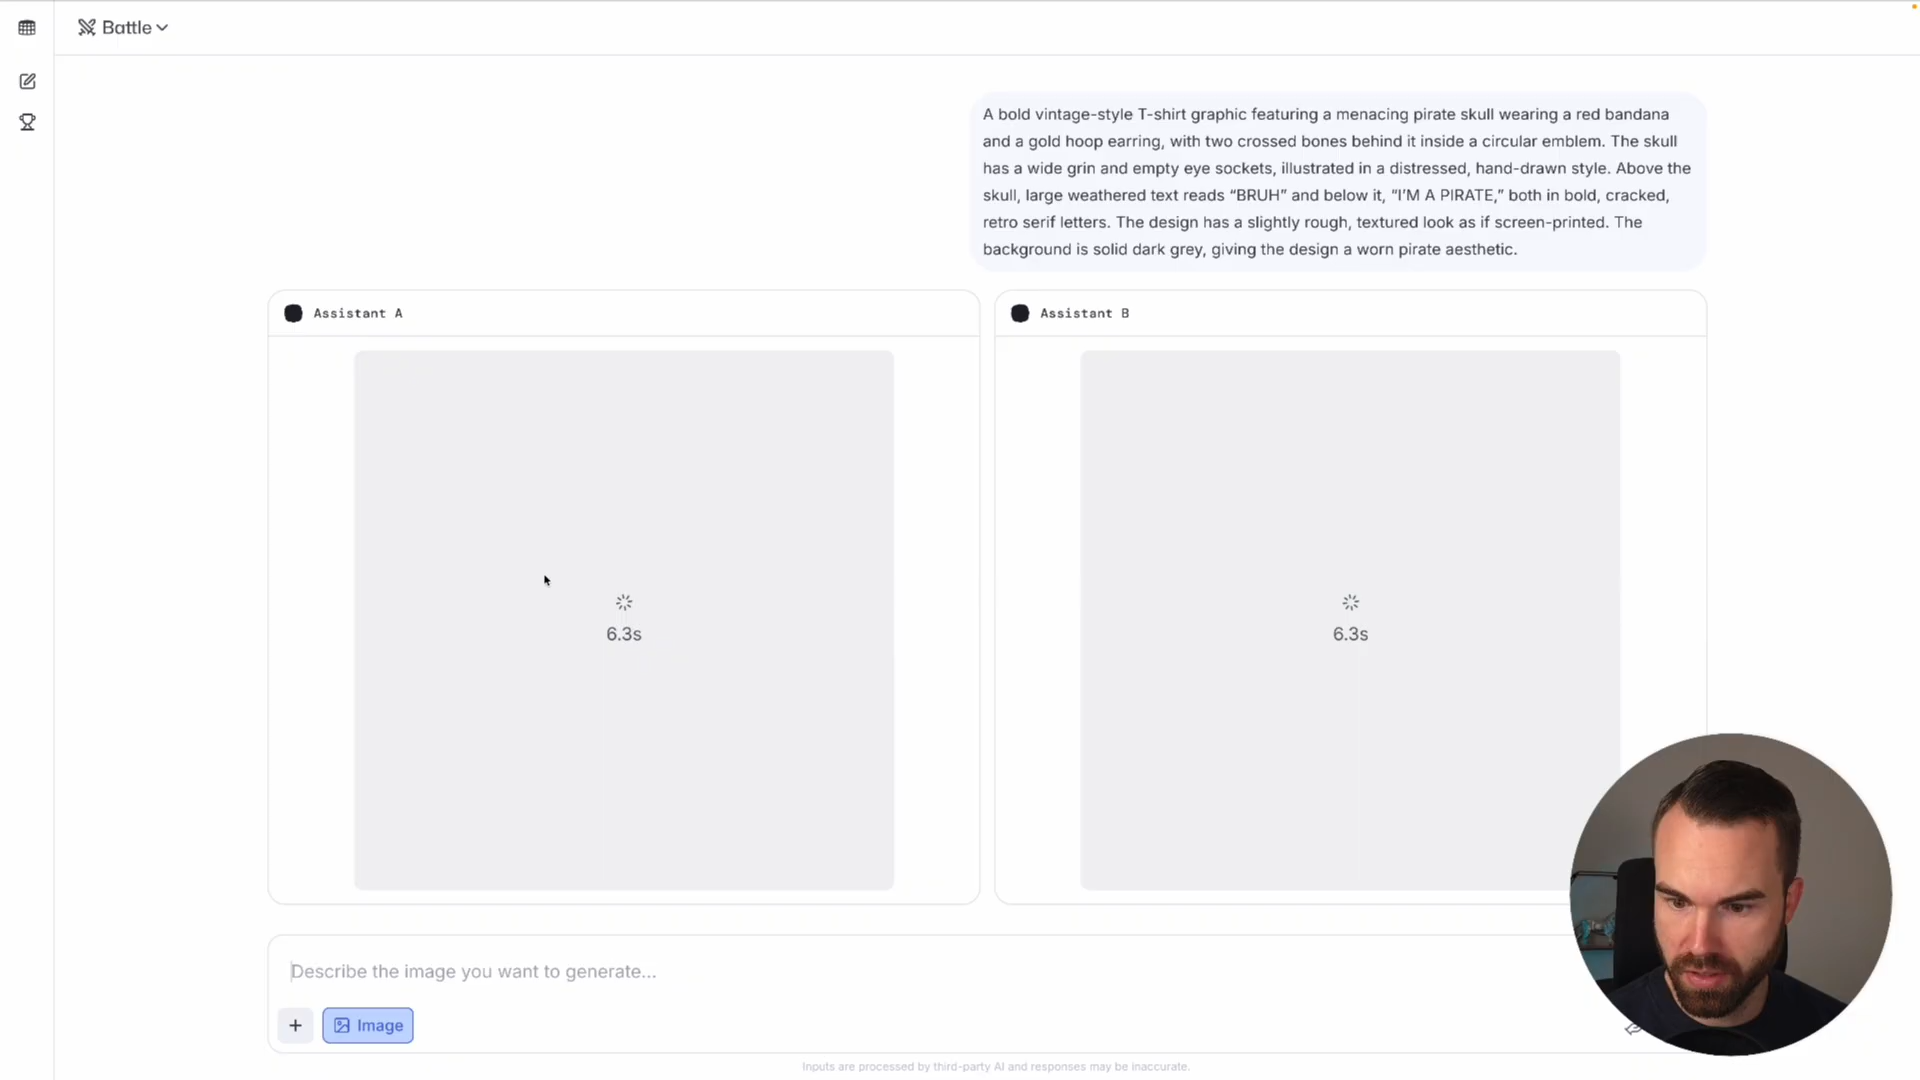 Battle
A bold vintage-style T-shirt graphic featuring a menacing pirate skull wearing a red bandana
and a gold hoop earring, with two crossed bones behind it inside a circular emblem. The skull
has a wide grin and empty eye sockets, illustrated in a distressed, hand-drawn style. Above the
skull, large weathered text reads “BRUH” and below it, “I’M A PIRATE,” both in bold, cracked,
retro serif letters. The design has a slightly rough, textured look as if screen-printed. The
background is solid dark grey, giving the design a worn pirate aesthetic.
Assistant A
Assistant B
6.3s
6.3s
Describe the image you want to generate...
Image
Inputs are processed by third-party AI and responses may be inaccurate.